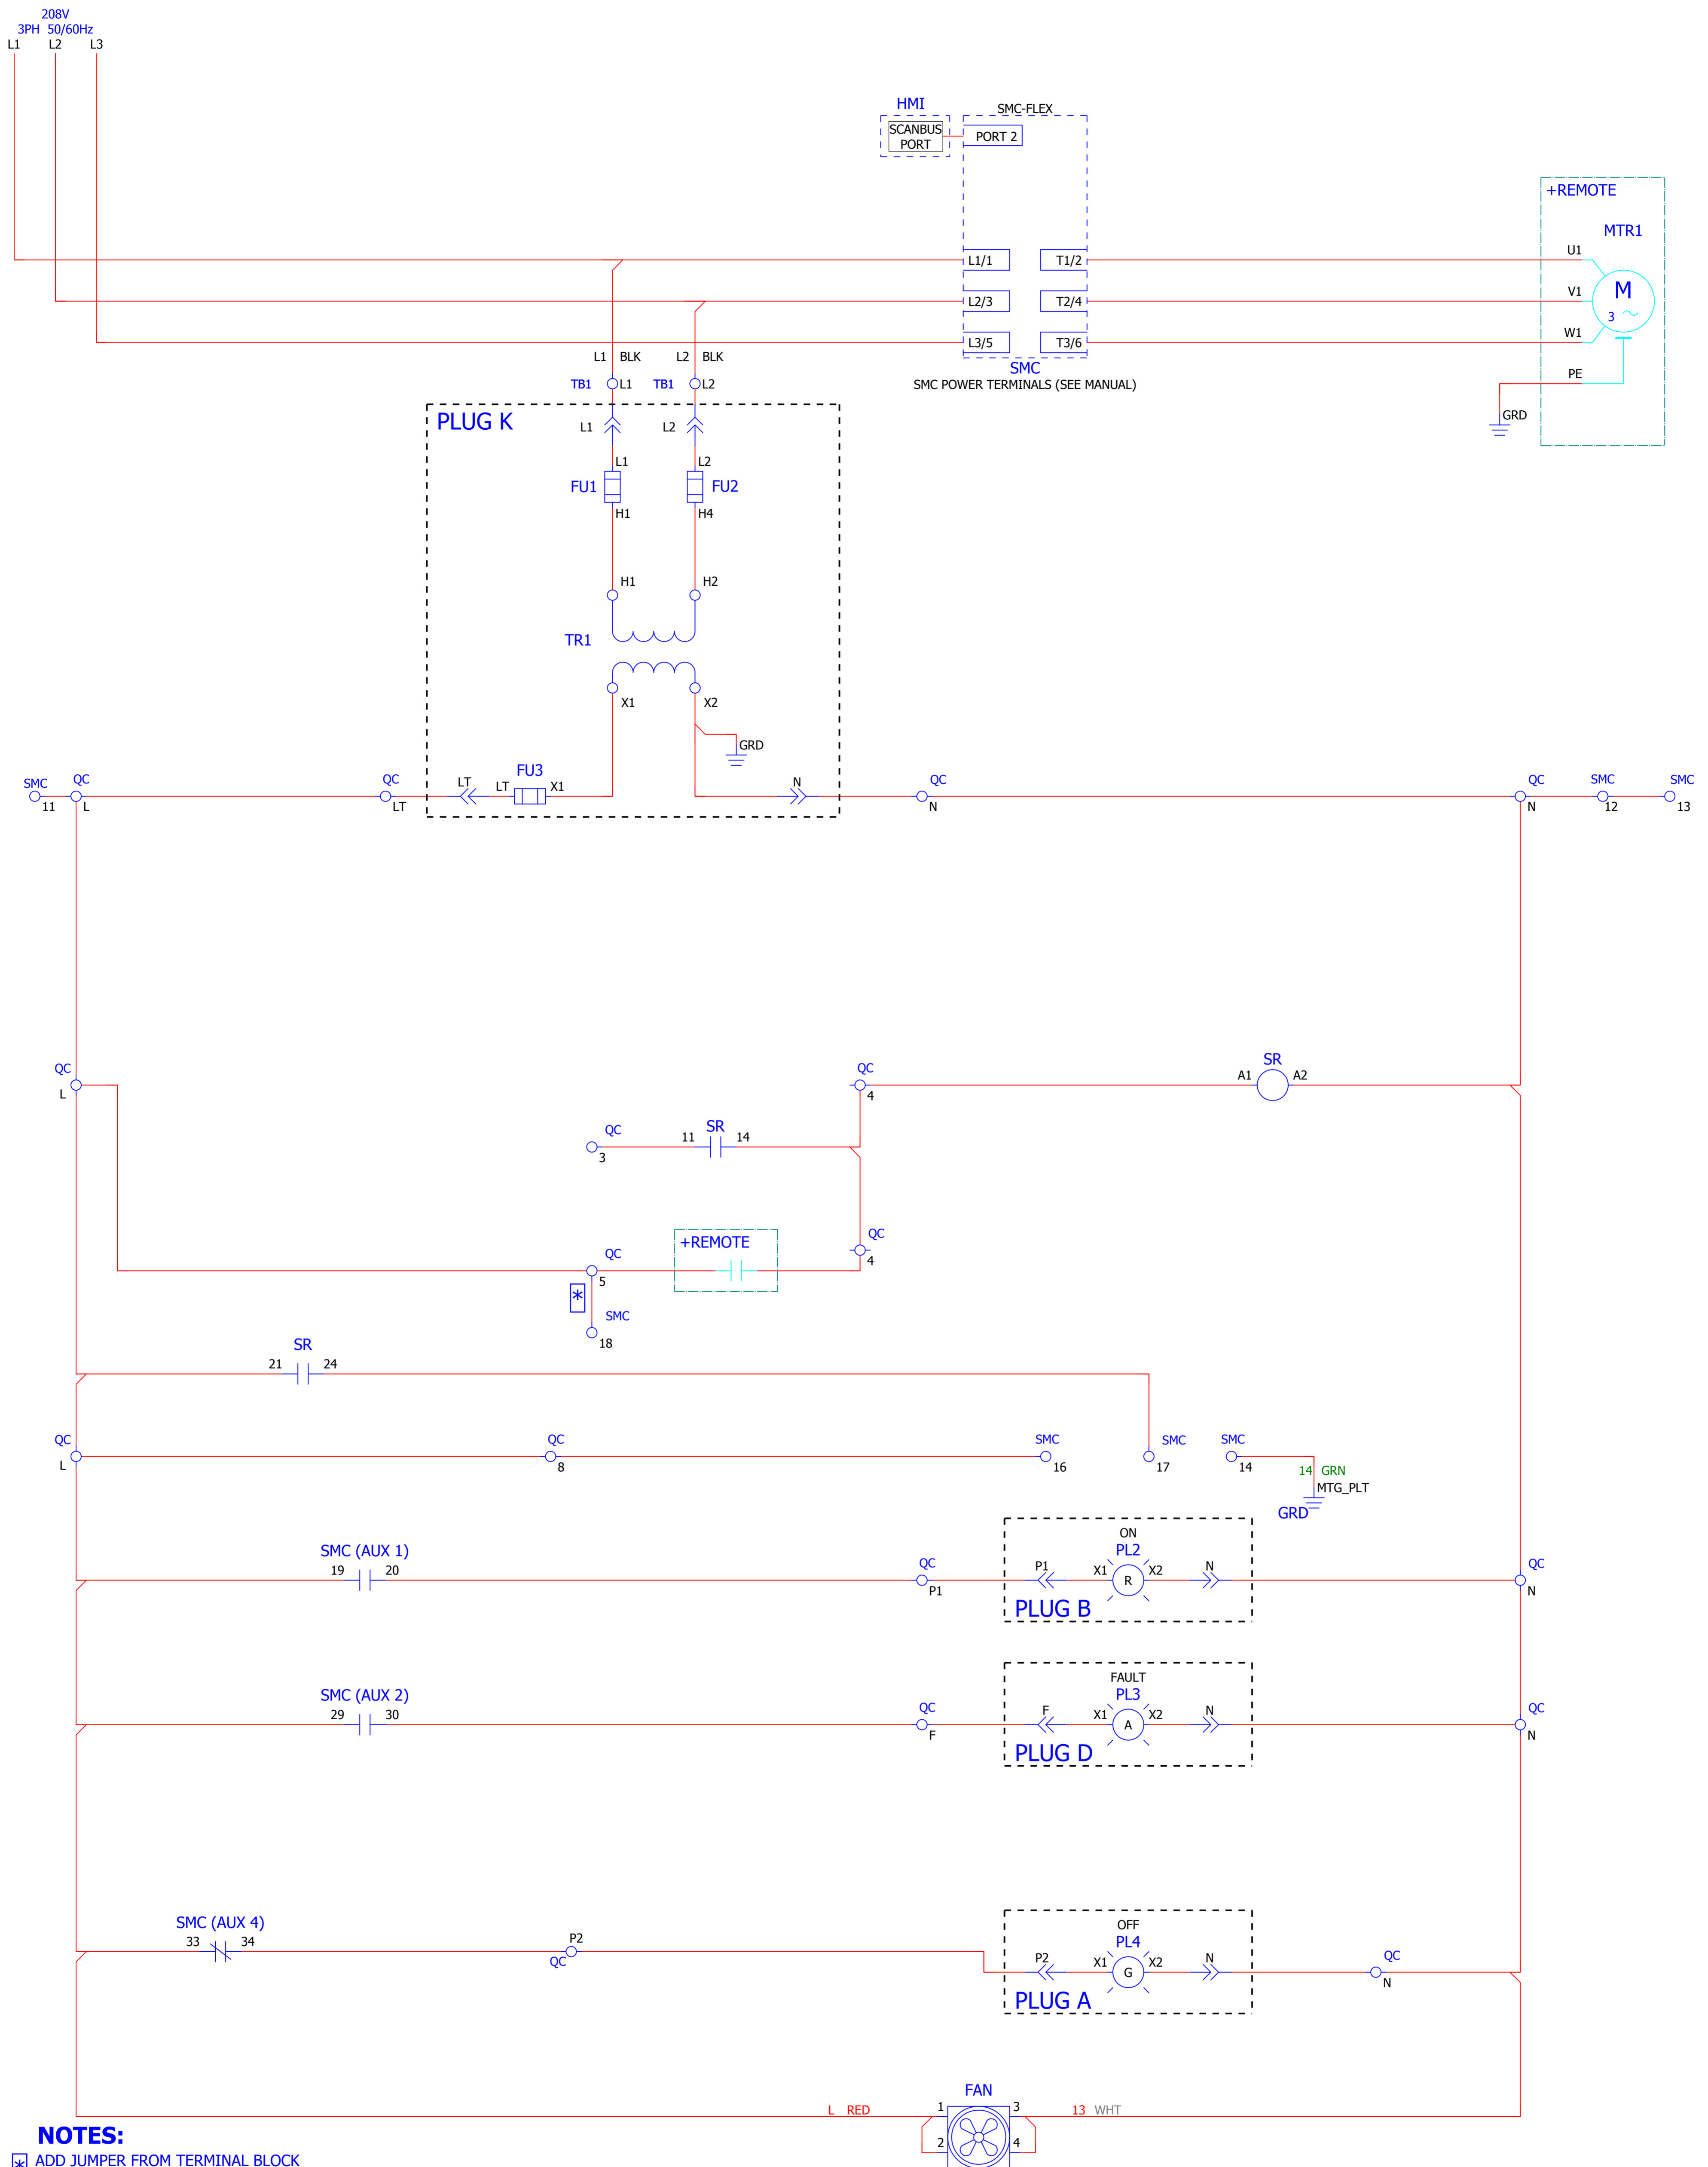 208V
3PH 50/60Hz
L1 L2 L3
HMI
SCANBUS
PORT
SMC-FLEX
PORT 2
+REMOTE
MTR1
L1/1 T1/2 U1
L2/3 T2/4 V1
M
3
L3/5 T3/6 W1
SMC
SMC POWER TERMINALS (SEE MANUAL)
PE
GRD
L1 BLK L2 BLK
TB1 L1 TB1 L2
PLUG K
L1 L2
L1 L2
FU1 FU2
H1 H4
H1 H2
TR1
X1 X2
GRD
FU3
SMC QC QC LT LT X1 N QC QC SMC SMC
11 L LT N N 12 13
QC QC SR
L 4 A1 A2
QC SR
3 11 14
QC
4
+REMOTE
QC
5
*
SMC
18
SR
21 24
QC QC SMC SMC SMC
L 8 16 17 14
14 GRN
MTG_PLT
GRD
SMC (AUX 1)
19 20
QC
P1
ON
PL2
P1 X1 R X2 N
PLUG B
QC
N
SMC (AUX 2)
29 30
QC
F
FAULT
PL3
F X1 A X2 N
PLUG D
QC
N
SMC (AUX 4)
33 34
P2
QC
OFF
PL4
P2 X1 G X2 N
PLUG A
QC
N
FAN
L RED 1 3 13 WHT
2 4
NOTES:
* ADD JUMPER FROM TERMINAL BLOCK